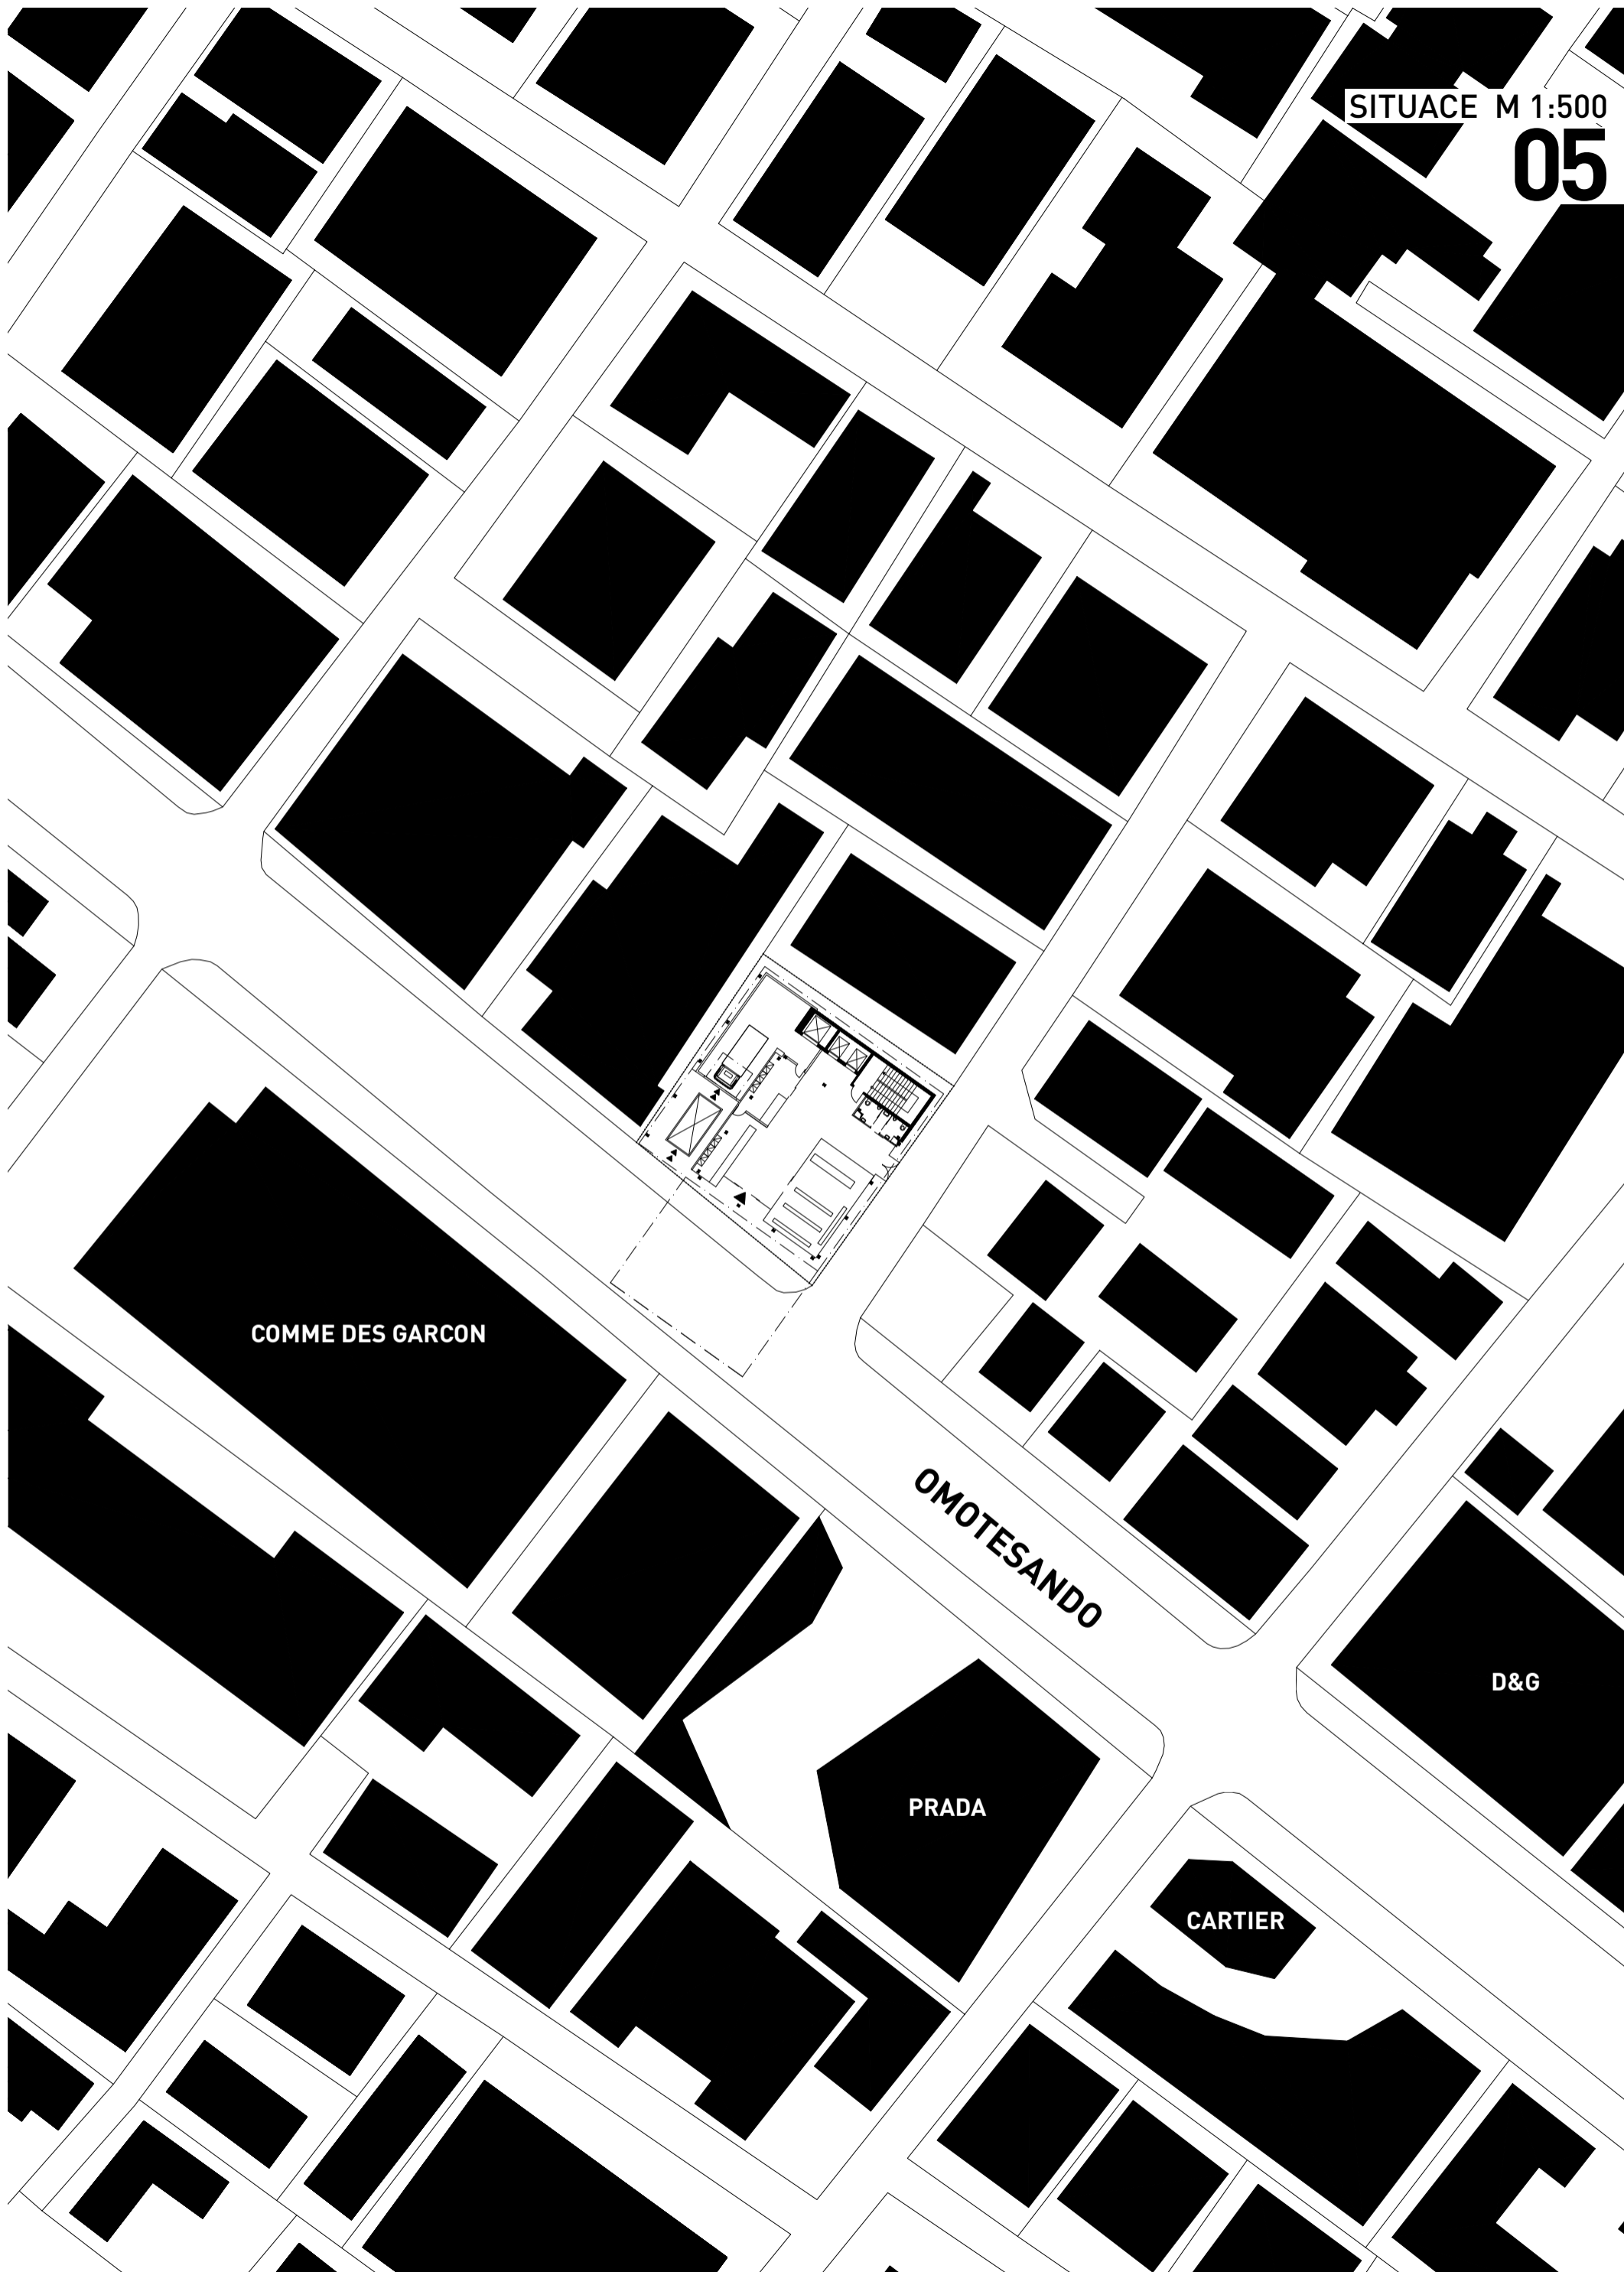 SITUACE M 1:500
05
COMME DES GARCON
OMOTESANDO
D&G
PRADA
CARTIER